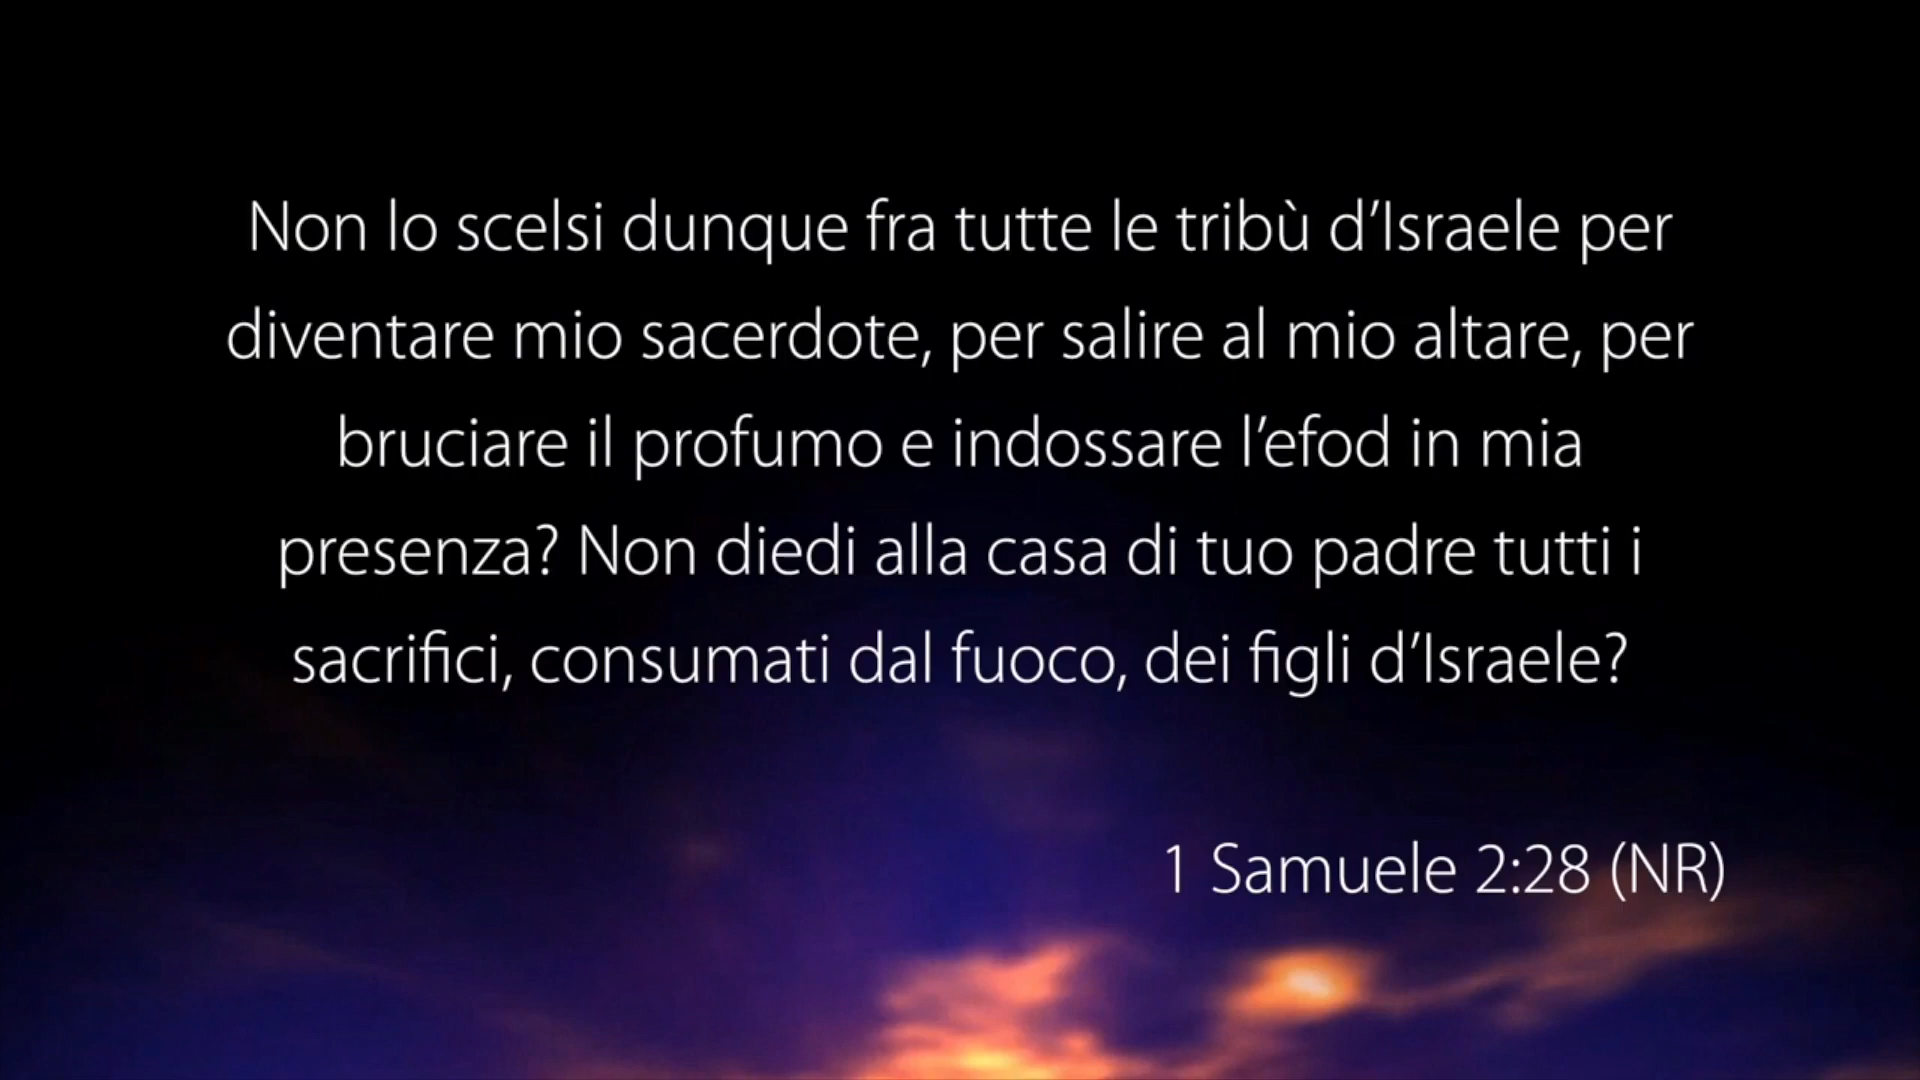 Non lo scelsi dunque fra tutte le tribù d’Israele per
diventare mio sacerdote, per salire al mio altare, per
bruciare il profumo e indossare l’efod in mia
presenza? Non diedi alla casa di tuo padre tutti i
sacrifici, consumati dal fuoco, dei figli d’Israele?
1 Samuele 2:28 (NR)